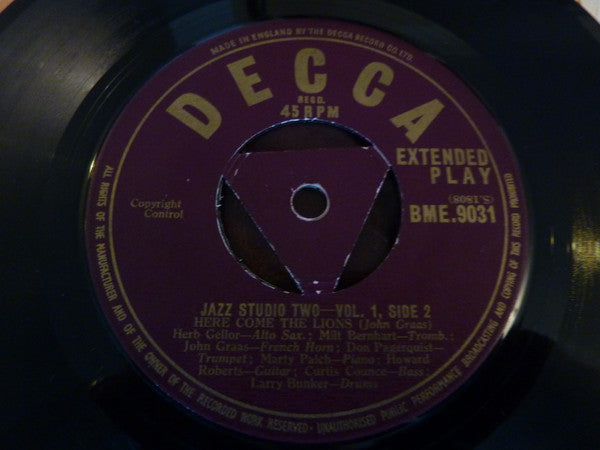 MADE IN ENGLAND BY THE DECCA RECORD CO. LTD.
DECCA
REGD.
45 RPM
EXTENDED
PLAY
Copyright
Control
(S.1808)
BME.9031
JAZZ STUDIO TWO—VOL. 1, SIDE 2
HERE COME THE LIONS (John Graas)
Herb Geller—Alto Sax.; Milt Bernhart—Tromb.;
John Graas—French Horn; Don Fagerquist—
Trumpet; Marty Paich—Piano; Howard
Roberts—Guitar; Curtis Counce—Bass;
Larry Bunker—Drums
ALL RIGHTS OF THE MANUFACTURER AND OF THE OWNER OF THE RECORDED WORK RESERVED · UNAUTHORISED PUBLIC PERFORMANCE BROADCASTING AND COPYING OF THIS RECORD PROHIBITED